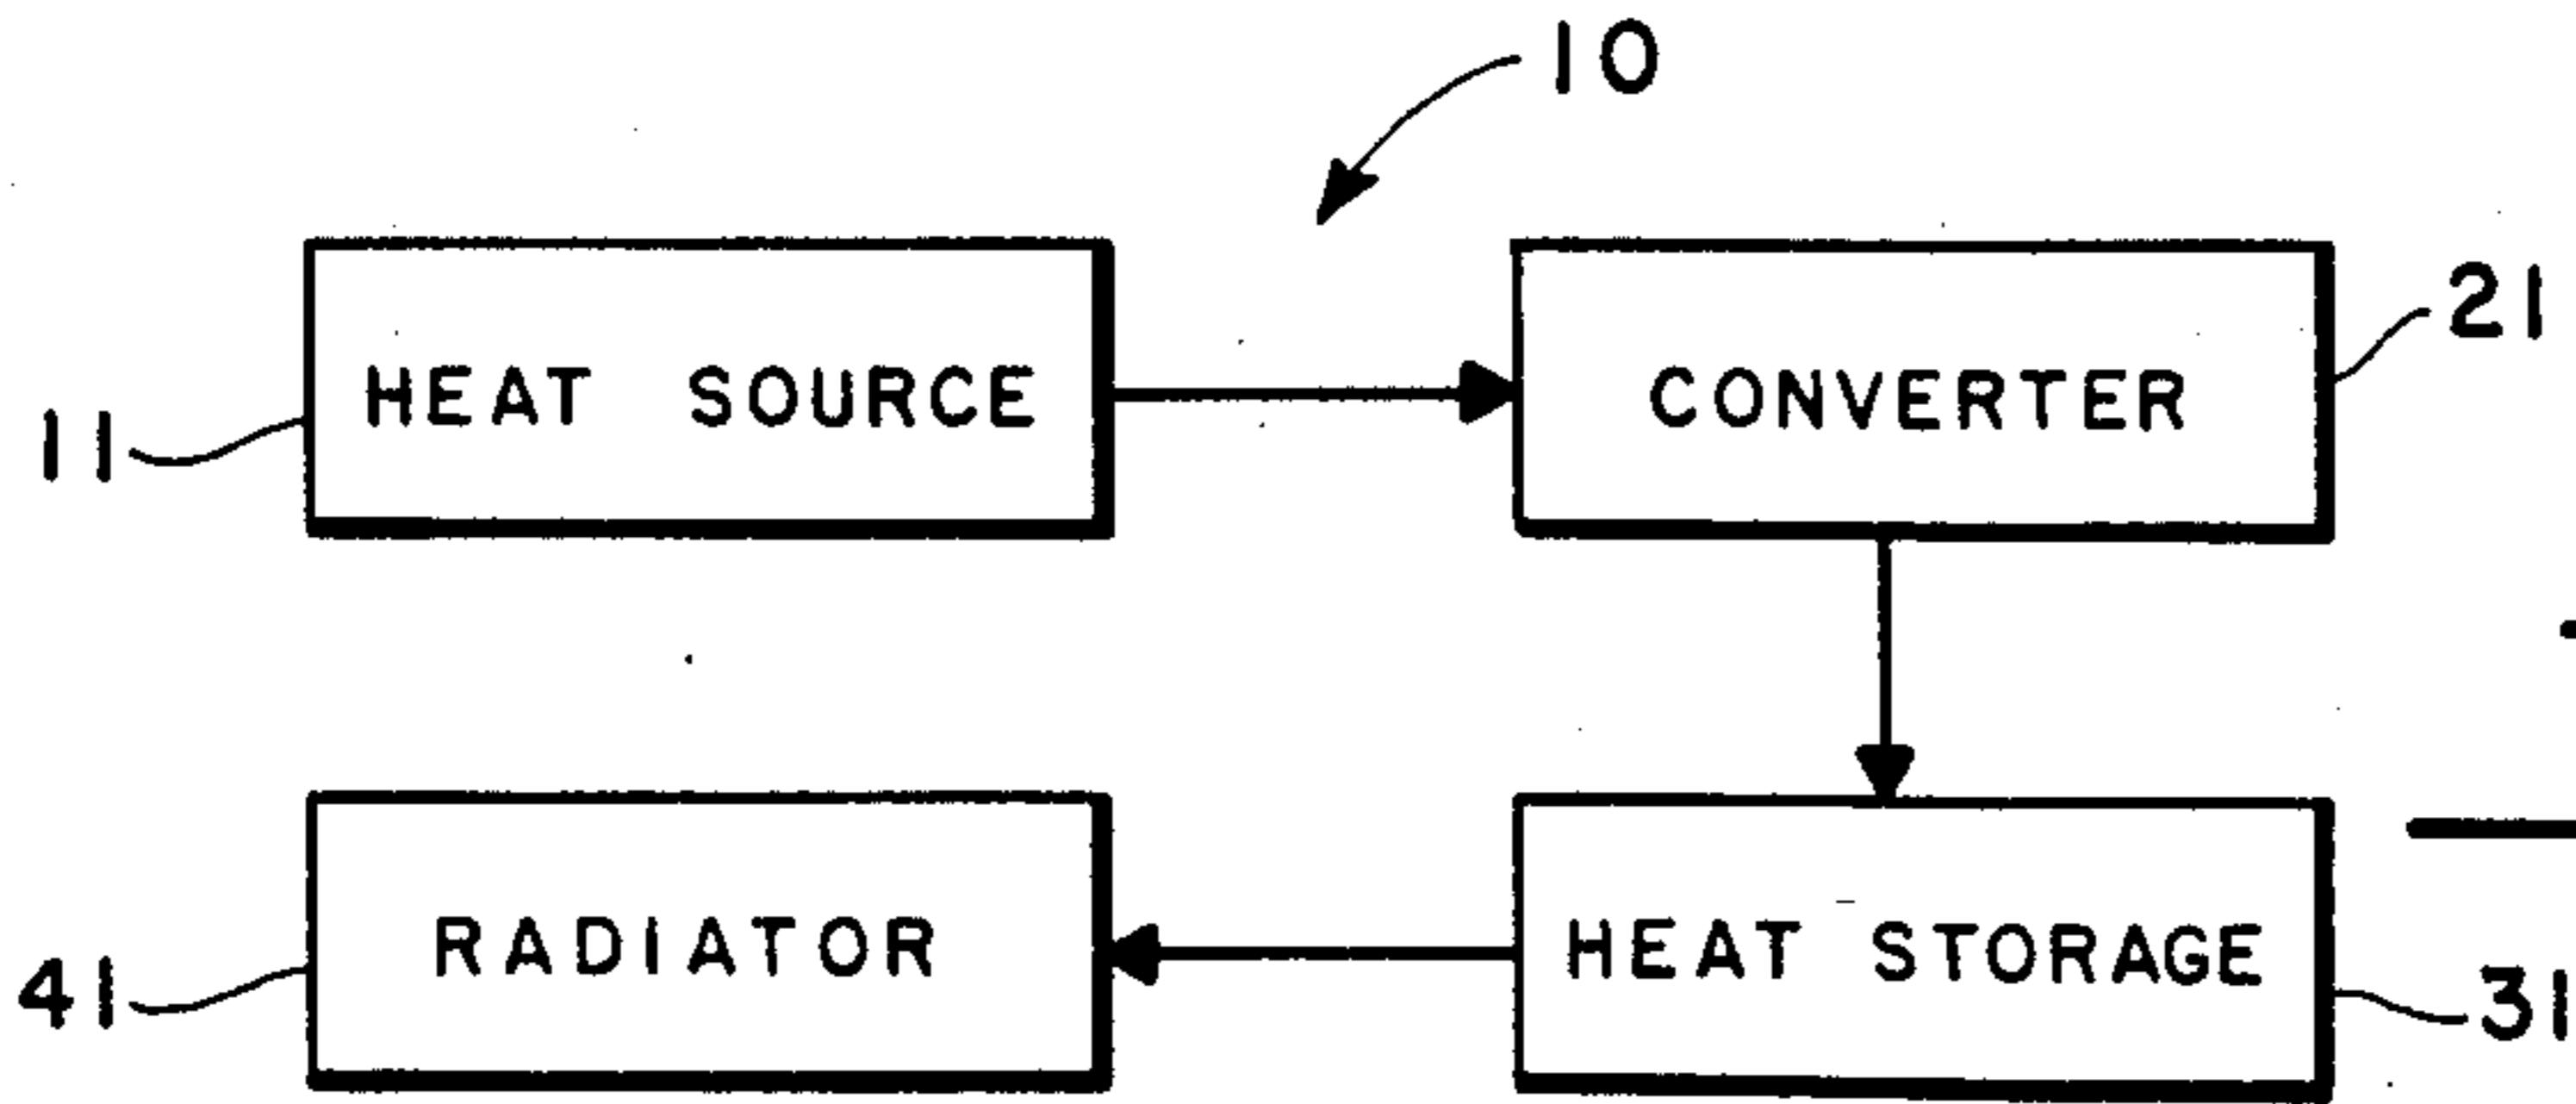 10
HEAT SOURCE
CONVERTER
21
11
RADIATOR
HEAT STORAGE
41
31